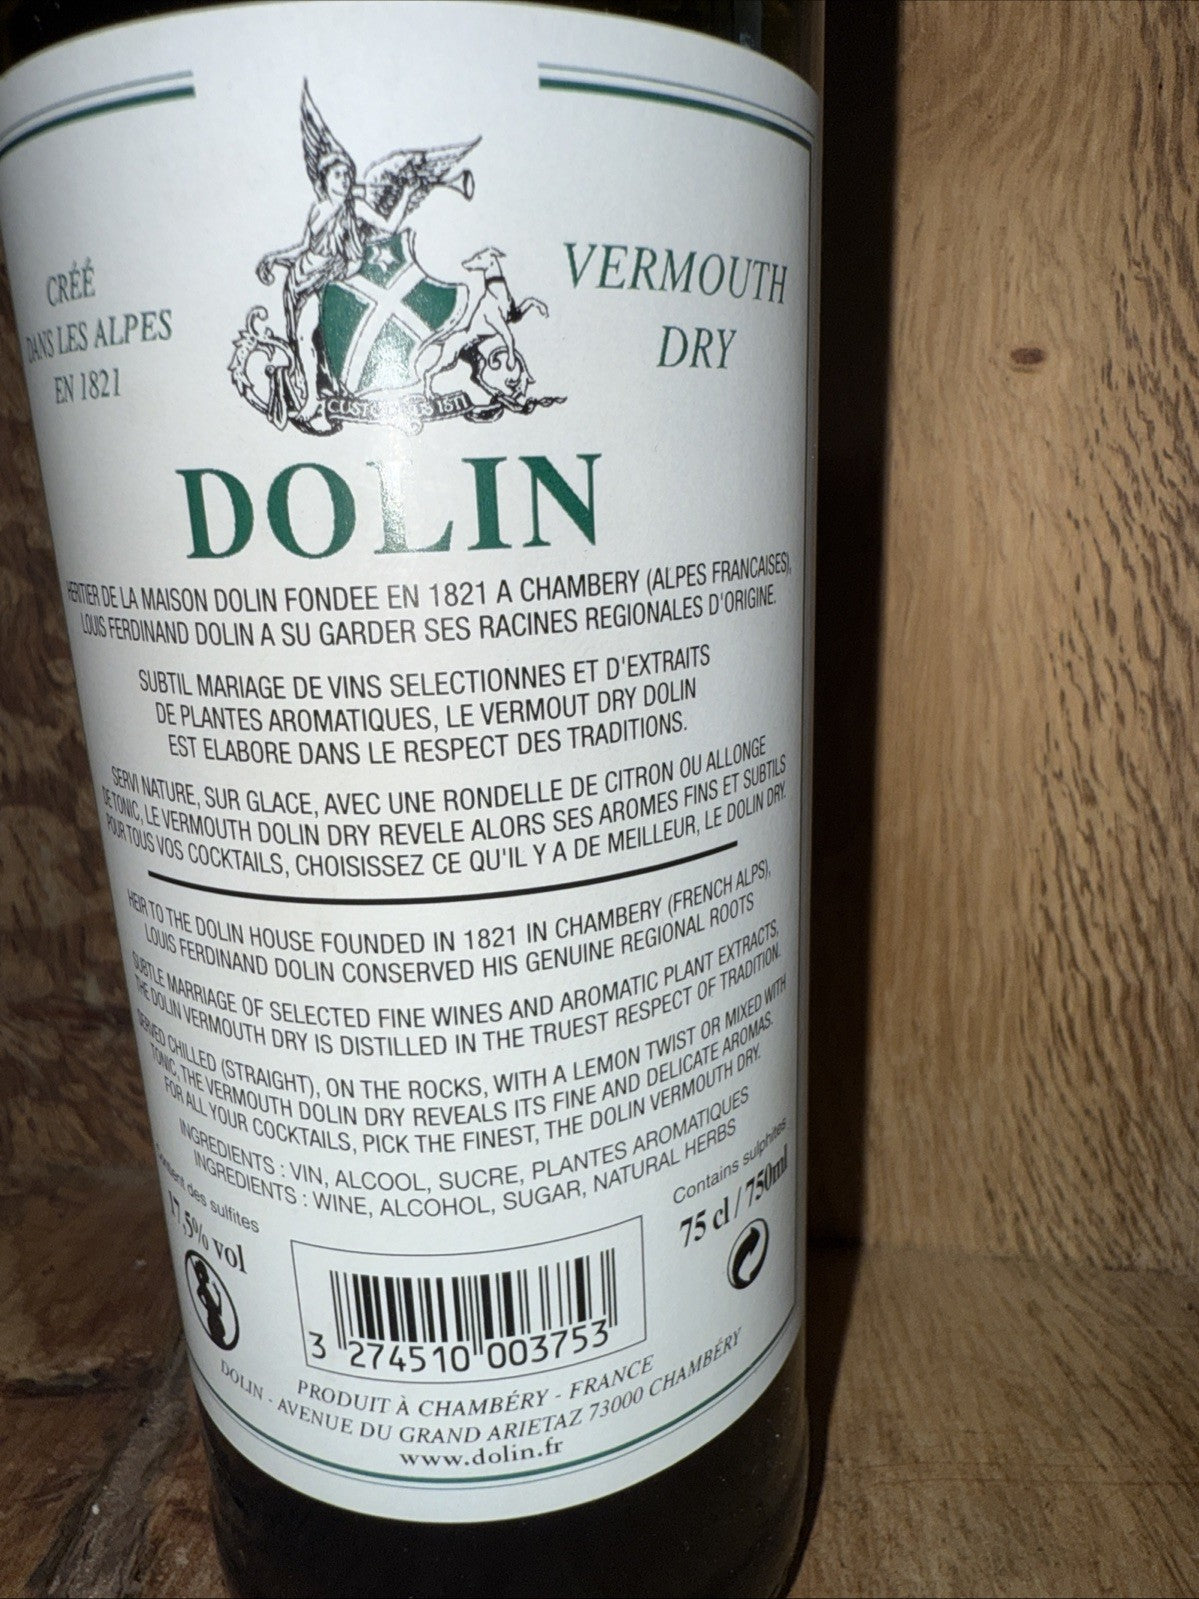 CRÉÉ
DANS LES ALPES
EN 1821
VERMOUTH
DRY
DOLIN
HERITIER DE LA MAISON DOLIN FONDEE EN 1821 A CHAMBERY (ALPES FRANCAISES),
LOUIS FERDINAND DOLIN A SU GARDER SES RACINES REGIONALES D'ORIGINE.
SUBTIL MARIAGE DE VINS SELECTIONNES ET D'EXTRAITS
DE PLANTES AROMATIQUES, LE VERMOUT DRY DOLIN
EST ELABORE DANS LE RESPECT DES TRADITIONS.
SERVI NATURE, SUR GLACE, AVEC UNE RONDELLE DE CITRON OU ALLONGE
DE TONIC, LE VERMOUTH DOLIN DRY REVELE ALORS SES AROMES FINS ET SUBTILS
POUR TOUS VOS COCKTAILS, CHOISISSEZ CE QU'IL Y A DE MEILLEUR, LE DOLIN DRY.
HEIR TO THE DOLIN HOUSE FOUNDED IN 1821 IN CHAMBERY (FRENCH ALPS),
LOUIS FERDINAND DOLIN CONSERVED HIS GENUINE REGIONAL ROOTS
SUBTLE MARRIAGE OF SELECTED FINE WINES AND AROMATIC PLANT EXTRACTS,
THE DOLIN VERMOUTH DRY IS DISTILLED IN THE TRUEST RESPECT OF TRADITION.
SERVED CHILLED (STRAIGHT), ON THE ROCKS, WITH A LEMON TWIST OR MIXED WITH
TONIC, THE VERMOUTH DOLIN DRY REVEALS ITS FINE AND DELICATE AROMAS.
FOR ALL YOUR COCKTAILS, PICK THE FINEST, THE DOLIN VERMOUTH DRY.
INGREDIENTS : VIN, ALCOOL, SUCRE, PLANTES AROMATIQUES
INGREDIENTS : WINE, ALCOHOL, SUGAR, NATURAL HERBS
des sulfites
17,5% vol
Contains sulphites
75 cl / 750ml
3 274510 003753
PRODUIT À CHAMBÉRY - FRANCE
DOLIN - AVENUE DU GRAND ARIETAZ 73000 CHAMBÉRY
www.dolin.fr